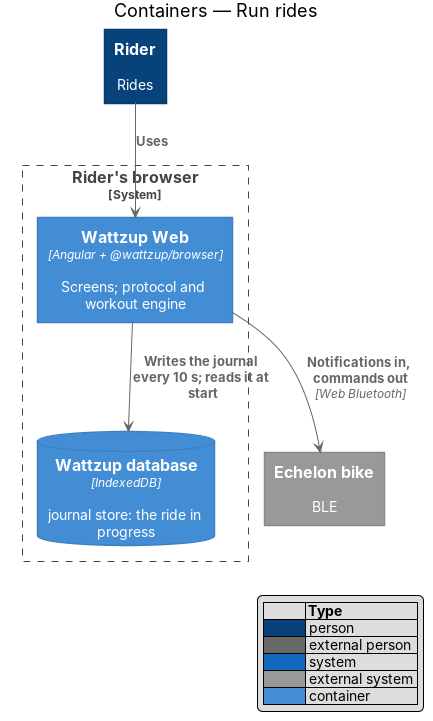 Containers — Run rides
Rider
Rides
Uses
Rider's browser
[System]
Wattzup Web
[Angular + @wattzup/browser]
Screens; protocol and
workout engine
Writes the journal
every 10 s; reads it at
start
Notifications in,
commands out
[Web Bluetooth]
Wattzup database
[IndexedDB]
journal store: the ride in
progress
Echelon bike
BLE
Type
person
external person
system
external system
container